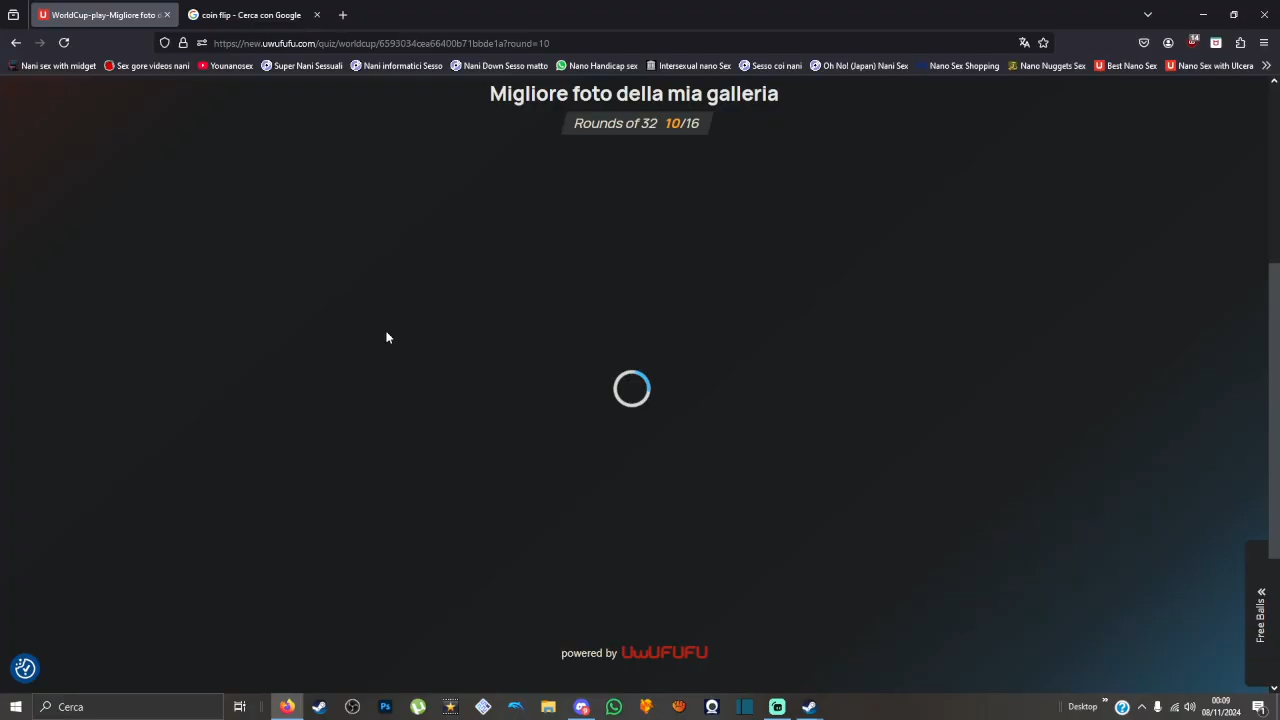 WorldCup-play-Migliore foto d
coin flip - Cerca con Google
https://new.uwufufu.com/quiz/worldcup/6593034cea66400b71bbde1a?round=10
14
Nani sex with midget
Sex gore videos nani
Younanosex
Super Nani Sessuali
Nani informatici Sesso
Nani Down Sesso matto
Nano Handicap sex
Intersexual nano Sex
Sesso coi nani
Oh No! (Japan) Nani Sex
Nano Sex Shopping
Nano Nuggets Sex
Best Nano Sex
Nano Sex with Ulcera
Migliore foto della mia galleria
Rounds of 32 10/16
Free Balls
powered by UwUFUFU
Cerca
Desktop
00:09
08/11/2024